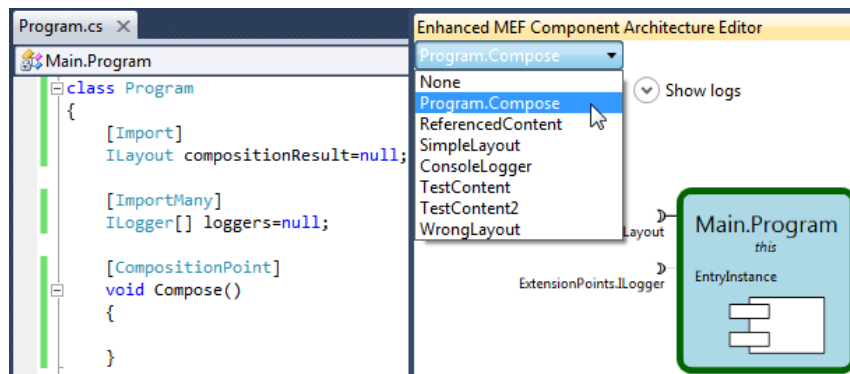 Program.cs
Main.Program
class Program
{
[Import]
ILayout compositionResult=null;
[ImportMany]
ILogger[] loggers=null;
[CompositionPoint]
void Compose()
{
}
Enhanced MEF Component Architecture Editor
Program.Compose
None
Program.Compose
ReferencedContent
SimpleLayout
ConsoleLogger
TestContent
TestContent2
WrongLayout
Show logs
Layout
ExtensionPoints.ILogger
Main.Program
this
EntryInstance